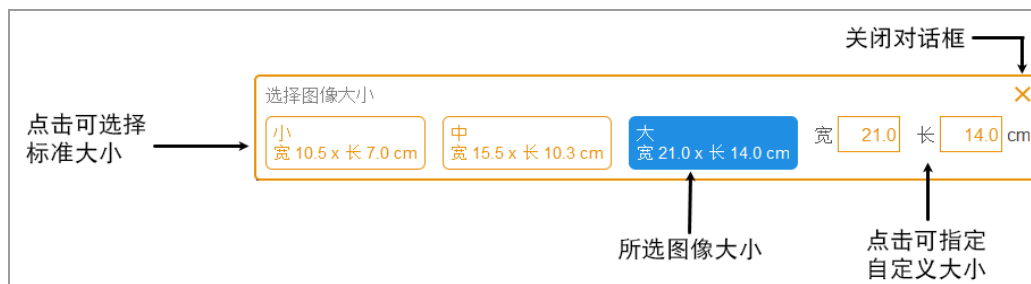 关闭对话框
选择图像大小
点击可选择
标准大小
小
宽 10.5 x 长 7.0 cm
中
宽 15.5 x 长 10.3 cm
大
宽 21.0 x 长 14.0 cm
宽 21.0 长 14.0 cm
所选图像大小
点击可指定
自定义大小